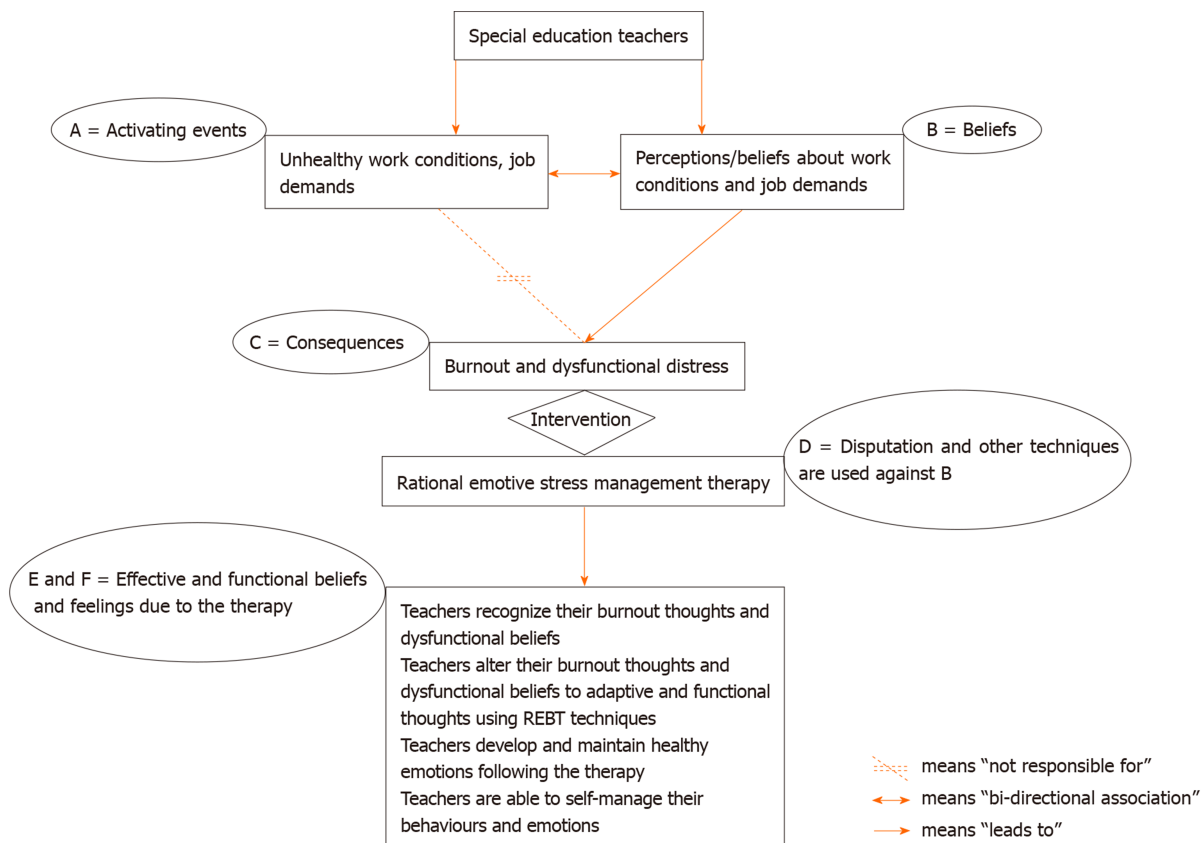 Special education teachers
A = Activating events
B = Beliefs
Unhealthy work conditions, job
demands
Perceptions/beliefs about work
conditions and job demands
C = Consequences
Burnout and dysfunctional distress
Intervention
D = Disputation and other techniques
are used against B
Rational emotive stress management therapy
E and F = Effective and functional beliefs
and feelings due to the therapy
Teachers recognize their burnout thoughts and
dysfunctional beliefs
Teachers alter their burnout thoughts and
dysfunctional beliefs to adaptive and functional
thoughts using REBT techniques
Teachers develop and maintain healthy
emotions following the therapy
Teachers are able to self-manage their
behaviours and emotions
means “not responsible for”
means “bi-directional association”
means “leads to”